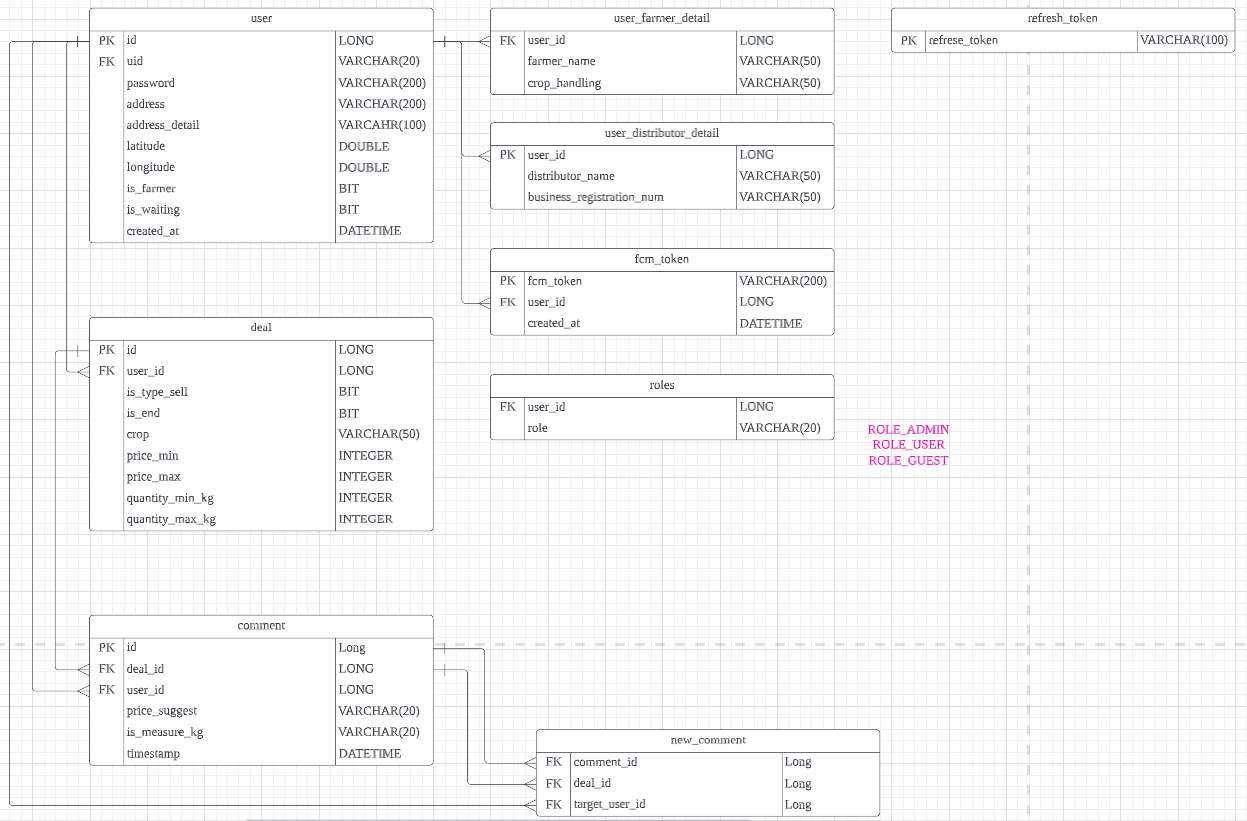 user
PK id LONG
FK uid VARCHAR(20)
password VARCHAR(200)
address VARCHAR(200)
address_detail VARCAHR(100)
latitude DOUBLE
longitude DOUBLE
is_farmer BIT
is_waiting BIT
created_at DATETIME
user_farmer_detail
FK user_id LONG
farmer_name VARCHAR(50)
crop_handling VARCHAR(50)
refresh_token
PK refrese_token VARCHAR(100)
user_distributor_detail
PK user_id LONG
distributor_name VARCHAR(50)
business_registration_num VARCHAR(50)
fcm_token
PK fcm_token VARCHAR(200)
FK user_id LONG
created_at DATETIME
deal
PK id LONG
FK user_id LONG
is_type_sell BIT
is_end BIT
crop VARCHAR(50)
price_min INTEGER
price_max INTEGER
quantity_min_kg INTEGER
quantity_max_kg INTEGER
roles
FK user_id LONG
role VARCHAR(20)
ROLE_ADMIN
ROLE_USER
ROLE_GUEST
comment
PK id Long
FK deal_id LONG
FK user_id LONG
price_suggest VARCHAR(20)
is_measure_kg VARCHAR(20)
timestamp DATETIME
new_comment
FK comment_id Long
FK deal_id Long
FK target_user_id Long